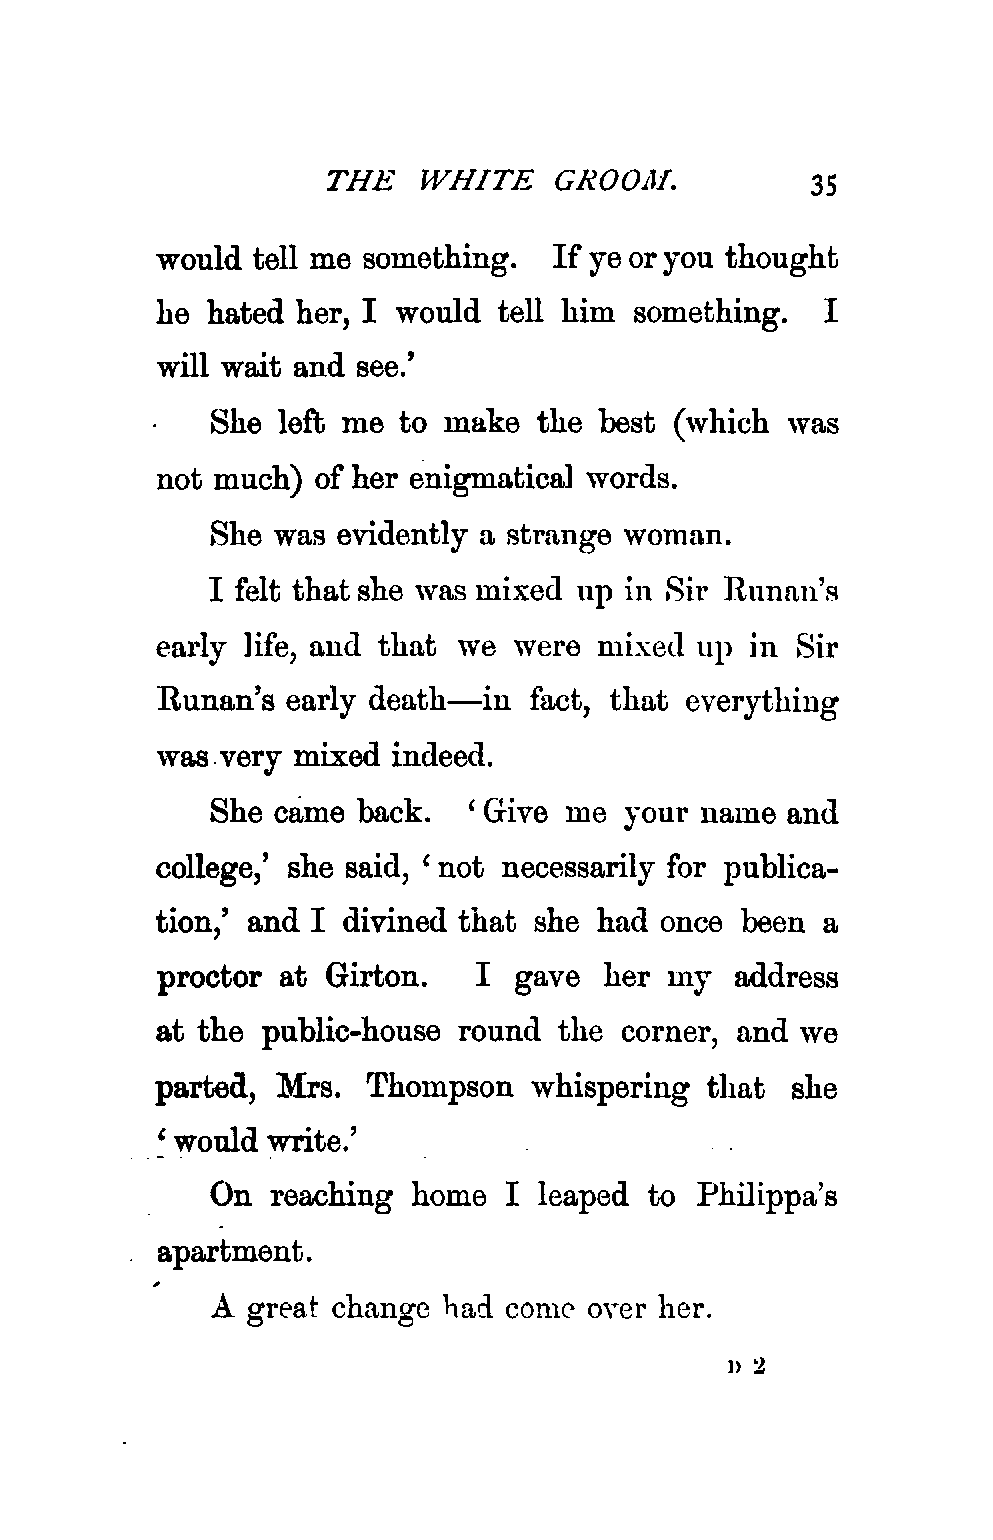 THE WHITE GROOM. 35
would tell me something. If ye or you thought
he hated her, I would tell him something. I
will wait and see.’
She left me to make the best (which was
not much) of her enigmatical words.
She was evidently a strange woman.
I felt that she was mixed up in Sir Runan’s
early life, and that we were mixed up in Sir
Runan’s early death—in fact, that everything
was very mixed indeed.
She came back. ‘Give me your name and
college,’ she said, ‘not necessarily for publica-
tion,’ and I divined that she had once been a
proctor at Girton. I gave her my address
at the public-house round the corner, and we
parted, Mrs. Thompson whispering that she
‘would write.’
On reaching home I leaped to Philippa’s
apartment.
A great change had come over her.
D 2